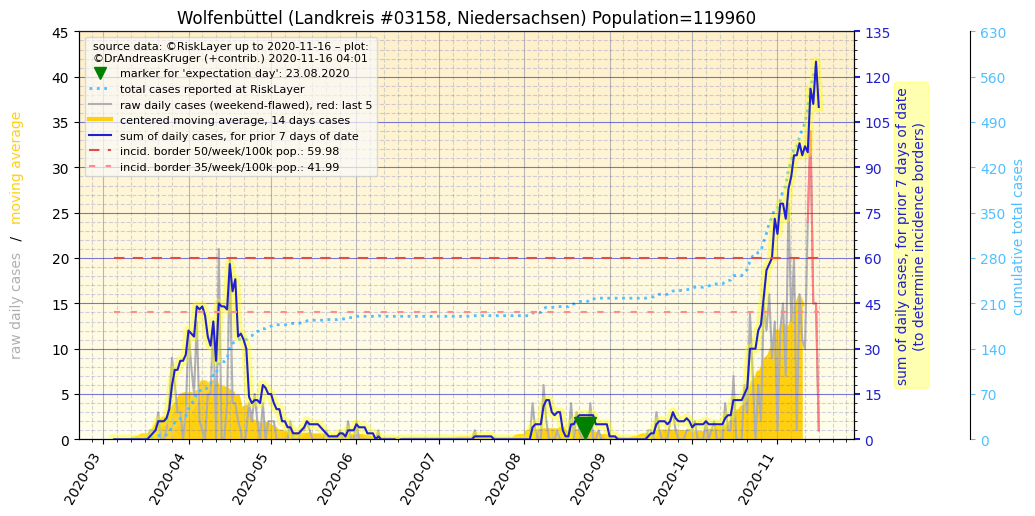 Wolfenbüttel (Landkreis #03158, Niedersachsen) Population=119960
source data: ©RiskLayer up to 2020-11-16 – plot:
©DrAndreasKruger (+contrib.) 2020-11-16 04:01
marker for 'expectation day': 23.08.2020
total cases reported at RiskLayer
raw daily cases (weekend-flawed), red: last 5
centered moving average, 14 days cases
sum of daily cases, for prior 7 days of date
incid. border 50/week/100k pop.: 59.98
incid. border 35/week/100k pop.: 41.99
raw daily cases / moving average
45
40
35
30
25
20
15
10
5
0
2020-03
2020-04
2020-05
2020-06
2020-07
2020-08
2020-09
2020-10
2020-11
135
120
105
90
75
60
45
30
15
0
sum of daily cases, for prior 7 days of date
(to determine incidence borders)
630
560
490
420
350
280
210
140
70
0
cumulative total cases